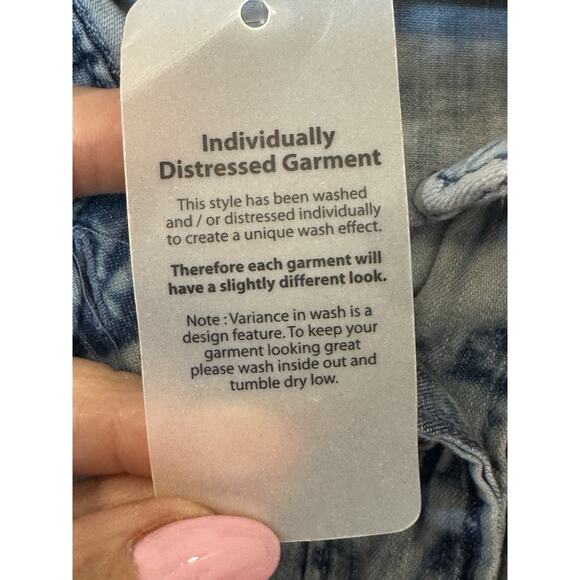 Individually
Distressed Garment
This style has been washed
and / or distressed individually
to create a unique wash effect.
Therefore each garment will
have a slightly different look.
Note : Variance in wash is a
design feature. To keep your
garment looking great
please wash inside out and
tumble dry low.